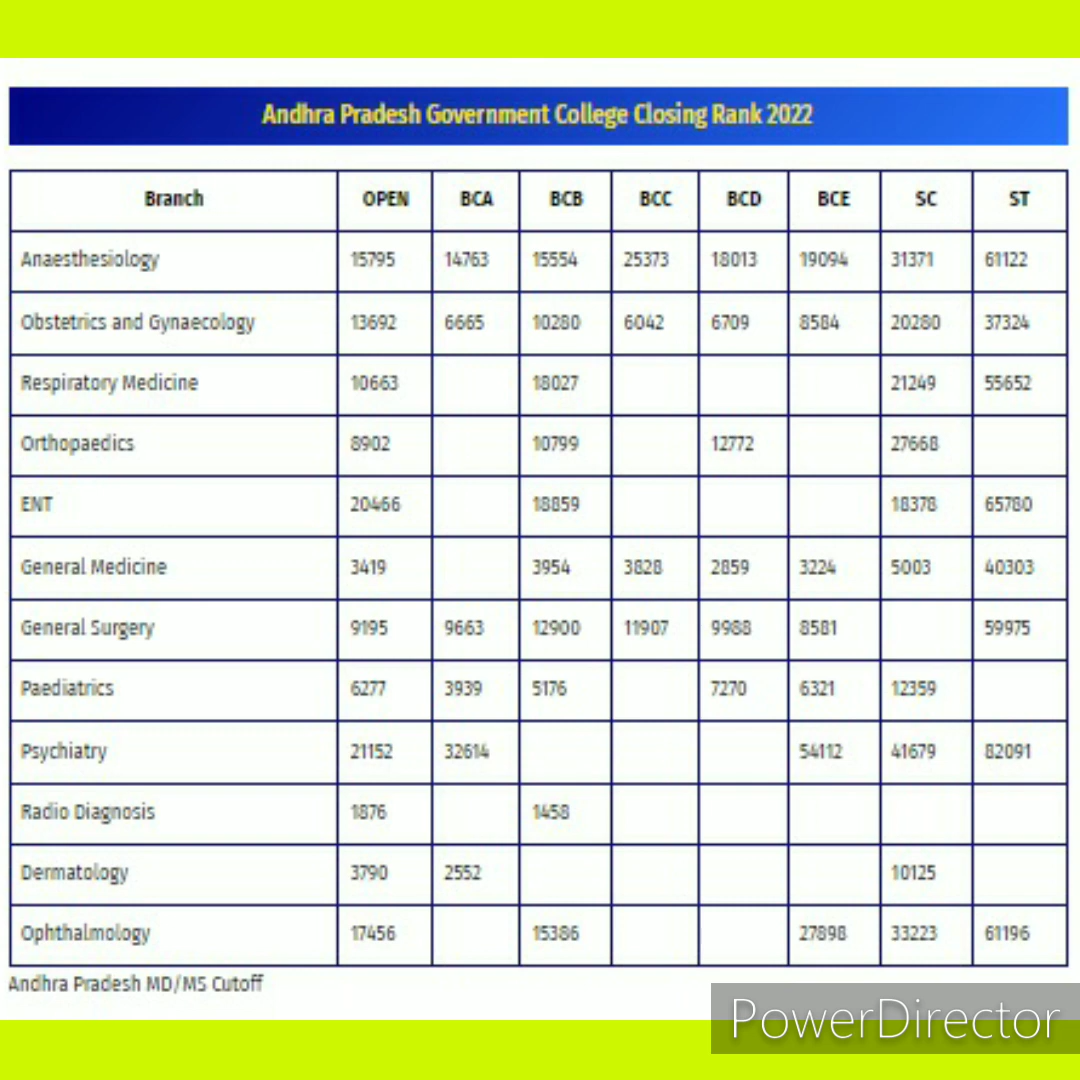 Andhra Pradesh Government College Closing Rank 2022
Branch OPEN BCA BCB BCC BCD BCE SC ST
Anaesthesiology 15795 14763 15554 25373 18013 19094 31371 61122
Obstetrics and Gynaecology 13692 6665 10280 6042 6709 8584 20280 37324
Respiratory Medicine 10663 18027 21249 55652
Orthopaedics 8902 10799 12772 27668
ENT 20466 18859 18378 65780
General Medicine 3419 3954 3828 2859 3224 5003 40303
General Surgery 9195 9663 12900 11907 9988 8581 59975
Paediatrics 6277 3939 5176 7270 6321 12359
Psychiatry 21152 32614 54112 41679 82091
Radio Diagnosis 1876 1458
Dermatology 3790 2552 10125
Ophthalmology 17456 15386 27898 33223 61196
Andhra Pradesh MD/MS Cutoff
PowerDirector